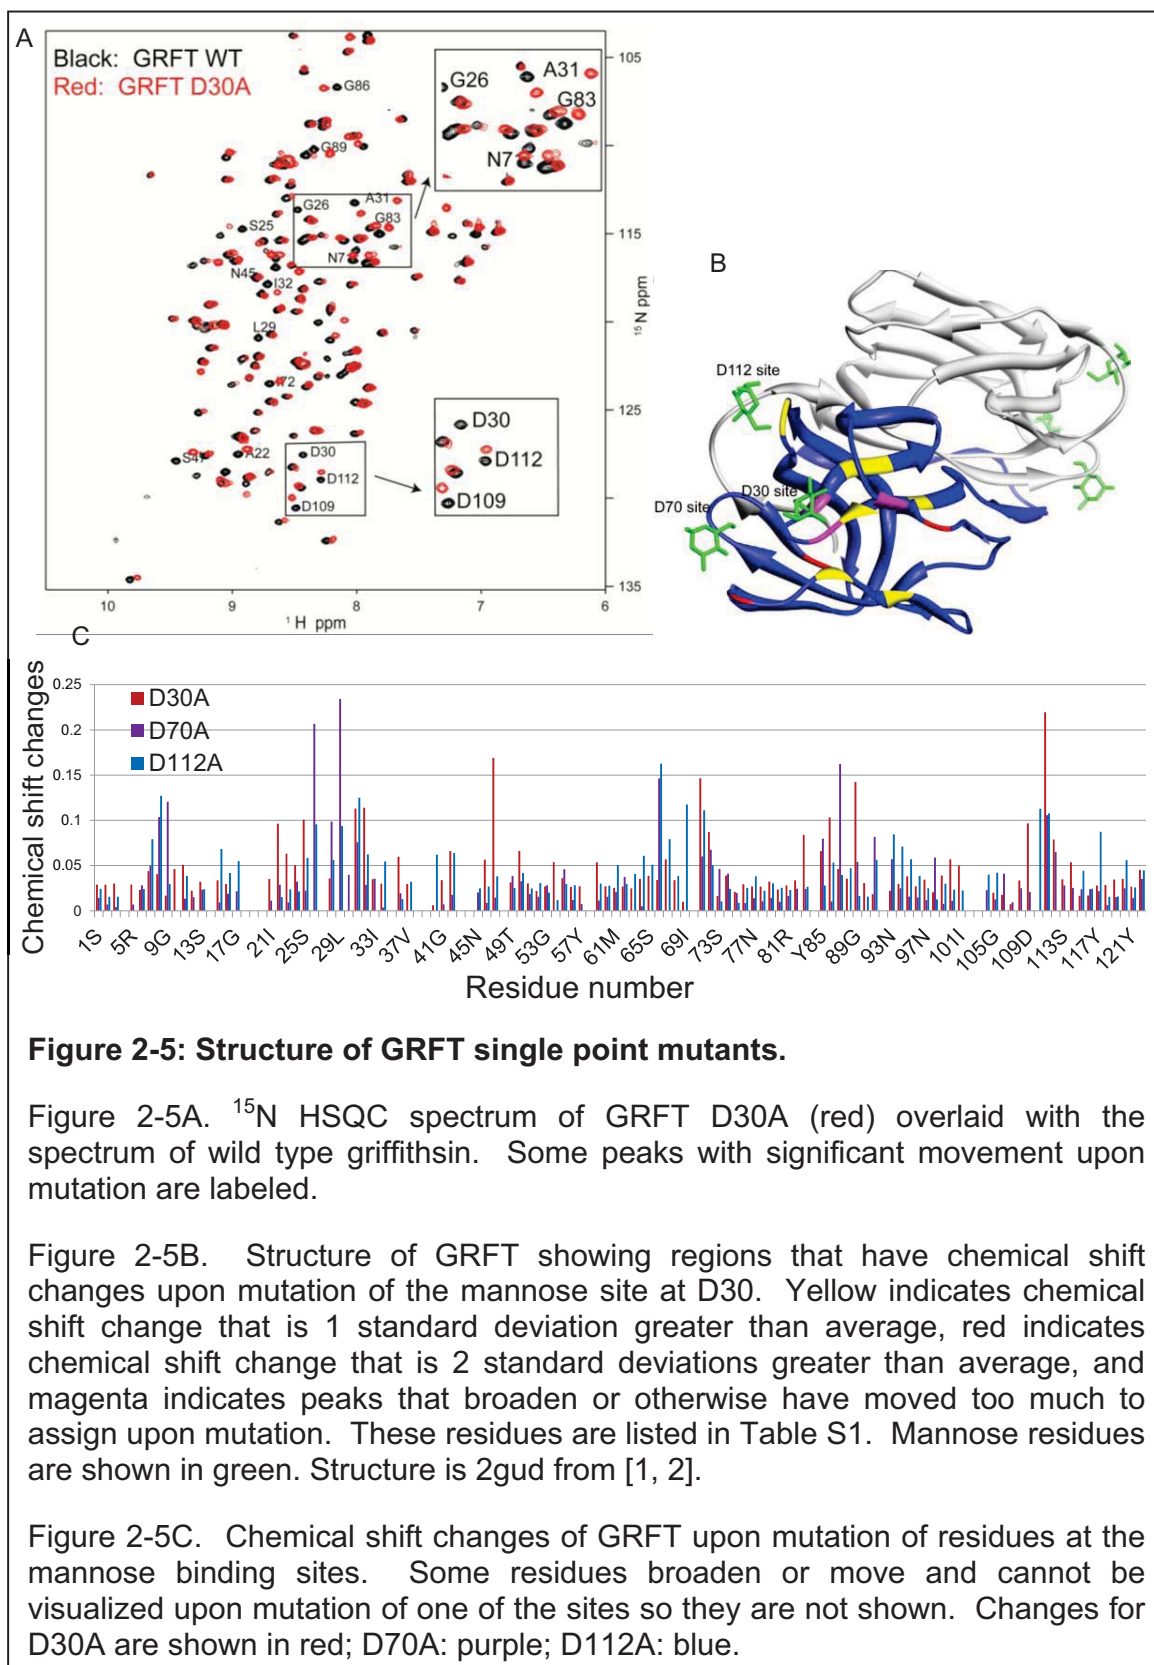 A
Black: GRFT WT
Red: GRFT D30A
G86
G89
A31
G26
G83
S25
N71
N45
I32
L29
I72
S47
A22
D30
D112
D109
G26
A31
G83
N71
D30
D112
D109
105
115
125
135
15N ppm
10
9
8
7
6
1 H ppm
B
D112 site
D30 site
D70 site
C
Chemical shift changes
0.25
0.2
0.15
0.1
0.05
0
D30A
D70A
D112A
1S
5R
9G
13S
17G
21I
25S
29L
33I
37V
41G
45N
49T
53G
57Y
61M
65S
69I
73S
77N
81R
Y85
89G
93N
97N
101I
105G
109D
113S
117Y
121Y
Residue number
Figure 2-5: Structure of GRFT single point mutants.
Figure 2-5A. 15N HSQC spectrum of GRFT D30A (red) overlaid with the
spectrum of wild type griffithsin. Some peaks with significant movement upon
mutation are labeled.
Figure 2-5B. Structure of GRFT showing regions that have chemical shift
changes upon mutation of the mannose site at D30. Yellow indicates chemical
shift change that is 1 standard deviation greater than average, red indicates
chemical shift change that is 2 standard deviations greater than average, and
magenta indicates peaks that broaden or otherwise have moved too much to
assign upon mutation. These residues are listed in Table S1. Mannose residues
are shown in green. Structure is 2gud from [1, 2].
Figure 2-5C. Chemical shift changes of GRFT upon mutation of residues at the
mannose binding sites. Some residues broaden or move and cannot be
visualized upon mutation of one of the sites so they are not shown. Changes for
D30A are shown in red; D70A: purple; D112A: blue.